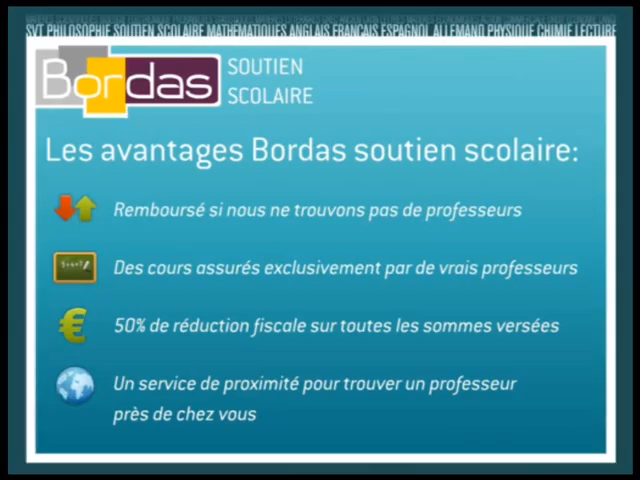 SVT PHILOSOPHIE SOUTIEN SCOLAIRE MATHÉMATIQUES ANGLAIS FRANÇAIS ESPAGNOL ALLEMAND PHYSIQUE CHIMIE LECTURE
Bordas SOUTIEN
SCOLAIRE
Les avantages Bordas soutien scolaire:
Remboursé si nous ne trouvons pas de professeurs
Des cours assurés exclusivement par de vrais professeurs
50% de réduction fiscale sur toutes les sommes versées
Un service de proximité pour trouver un professeur
près de chez vous